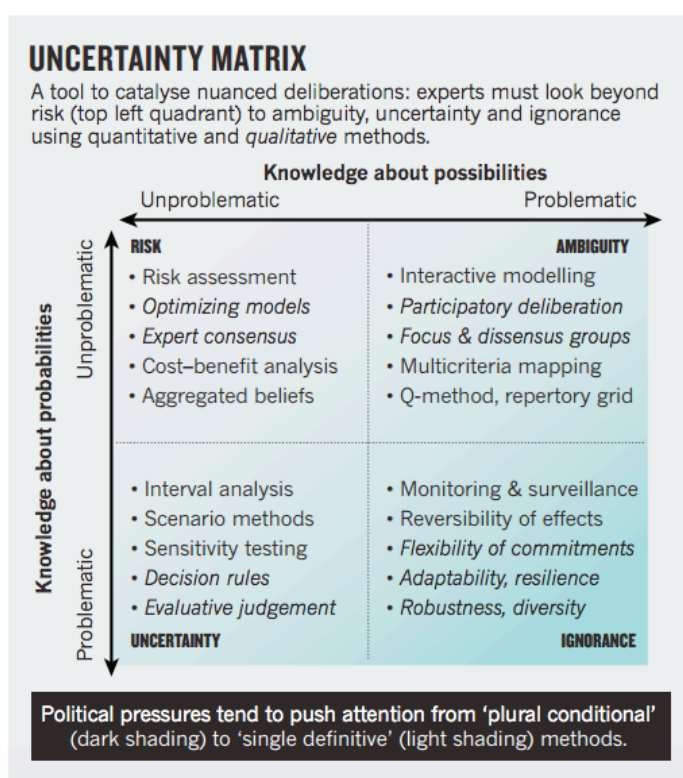 UNCERTAINTY MATRIX
A tool to catalyse nuanced deliberations: experts must look beyond
risk (top left quadrant) to ambiguity, uncertainty and ignorance
using quantitative and qualitative methods.
Knowledge about possibilities
Unproblematic
Problematic
Knowledge about probabilities
Unproblematic
Problematic
RISK
• Risk assessment
• Optimizing models
• Expert consensus
• Cost–benefit analysis
• Aggregated beliefs
AMBIGUITY
• Interactive modelling
• Participatory deliberation
• Focus & dissensus groups
• Multicriteria mapping
• Q-method, repertory grid
• Interval analysis
• Scenario methods
• Sensitivity testing
• Decision rules
• Evaluative judgement
UNCERTAINTY
• Monitoring & surveillance
• Reversibility of effects
• Flexibility of commitments
• Adaptability, resilience
• Robustness, diversity
IGNORANCE
Political pressures tend to push attention from ‘plural conditional’
(dark shading) to ‘single definitive’ (light shading) methods.